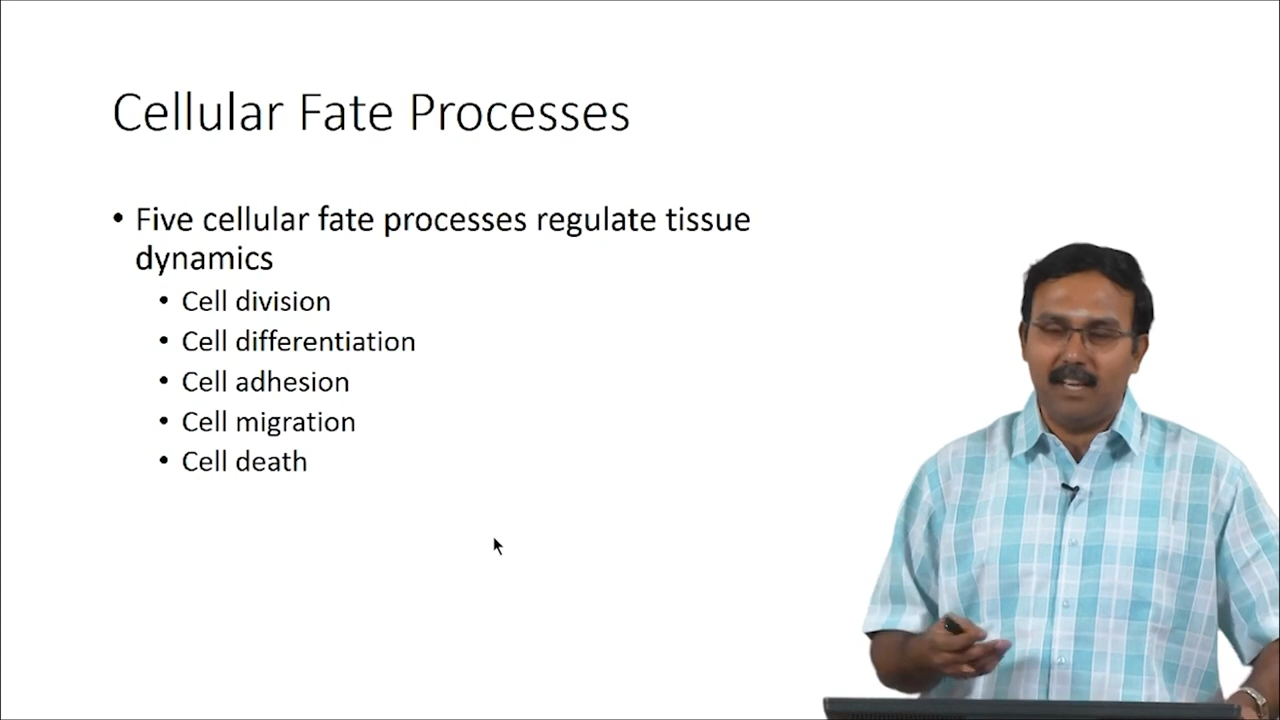 Cellular Fate Processes
• Five cellular fate processes regulate tissue
dynamics
• Cell division
• Cell differentiation
• Cell adhesion
• Cell migration
• Cell death